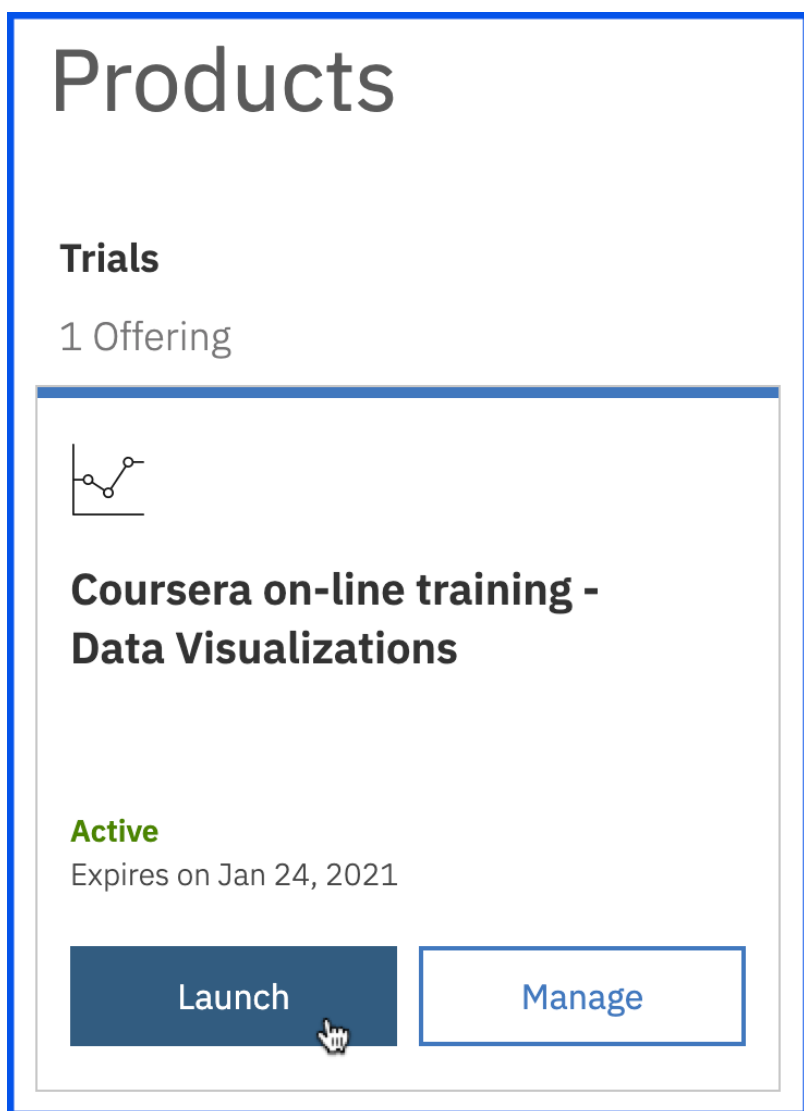 Products
Trials
1 Offering
Coursera on-line training -
Data Visualizations
Active
Expires on Jan 24, 2021
Launch
Manage